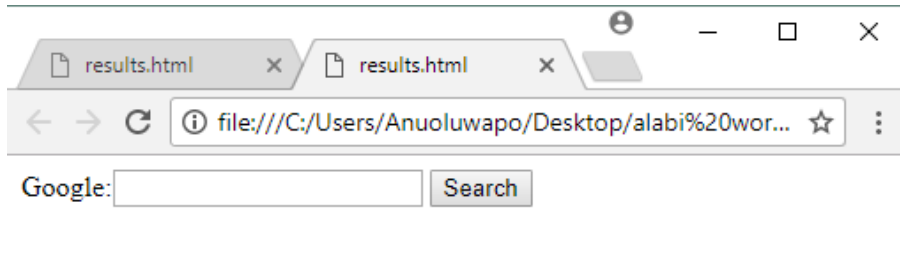 results.html results.html
file:///C:/Users/Anuoluwapo/Desktop/alabi%20wor...
Google: Search